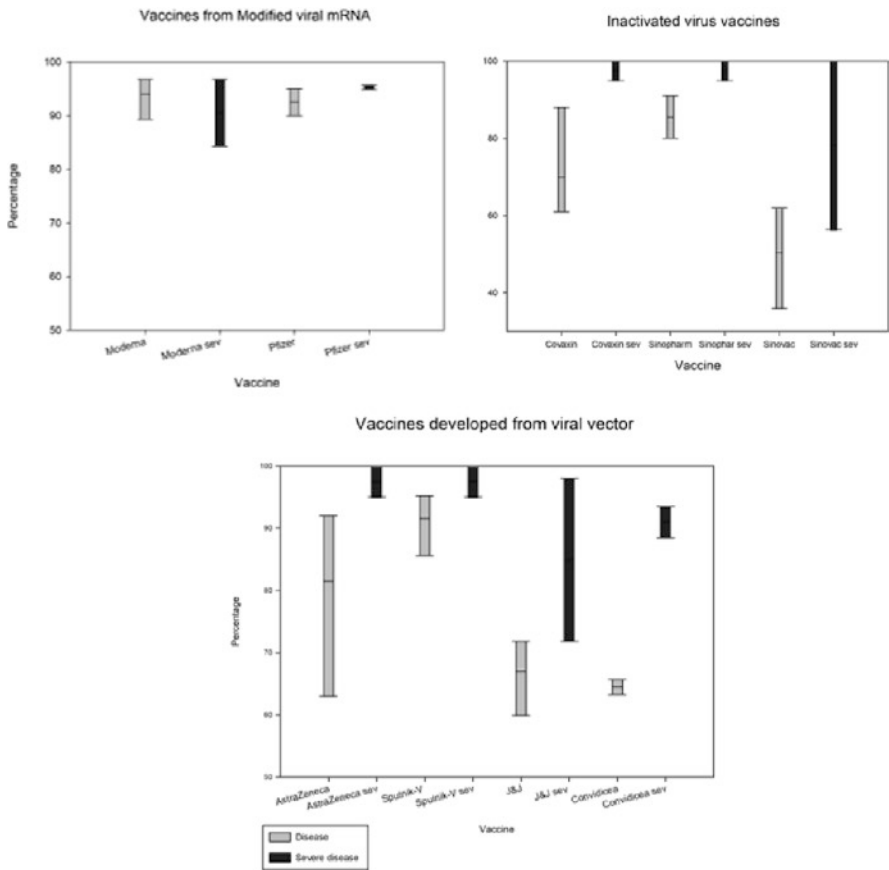 Vaccines from Modified viral mRNA
100
90
80
70
60
50
Percentage
Moderna
Moderna sev
Pfizer
Pfizer sev
Vaccine
Inactivated virus vaccines
100
80
60
40
Covaxin
Covaxin sev
Sinopharm
Sinophar sev
Sinovac
Sinovac sev
Vaccine
Vaccines developed from viral vector
100
90
80
70
60
50
Percentage
AstraZeneca
AstraZeneca sev
Sputnik-V
Sputnik-V sev
J&J
J&J sev
Convidicea
Convidicea sev
Vaccine
Disease
Severe disease